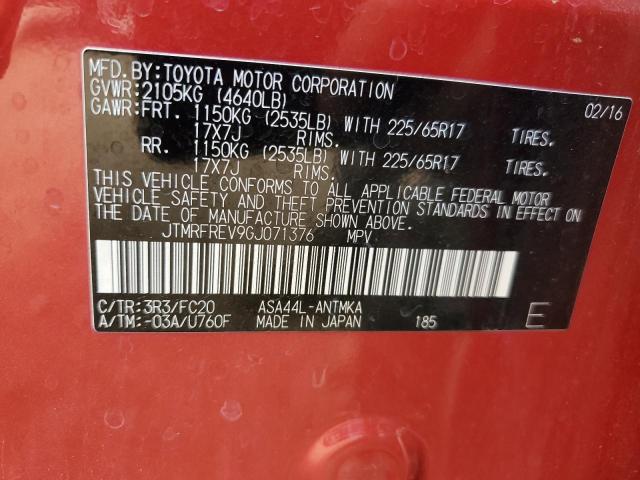 MFD. BY: TOYOTA MOTOR CORPORATION 02/16
GVWR: 2105KG (4640LB)
GAWR: FRT. 1150KG (2535LB) WITH 225/65R17 TIRES.
17X7J RIMS.
RR. 1150KG (2535LB) WITH 225/65R17 TIRES.
17X7J RIMS.
THIS VEHICLE CONFORMS TO ALL APPLICABLE FEDERAL MOTOR
VEHICLE SAFETY AND THEFT PREVENTION STANDARDS IN EFFECT ON
THE DATE OF MANUFACTURE SHOWN ABOVE.
JTMRFREV9GJ071376 MPV
C/TR: 3R3/FC20 ASA44L-ANTMKA
A/TM: -03A/U760F MADE IN JAPAN 185 E